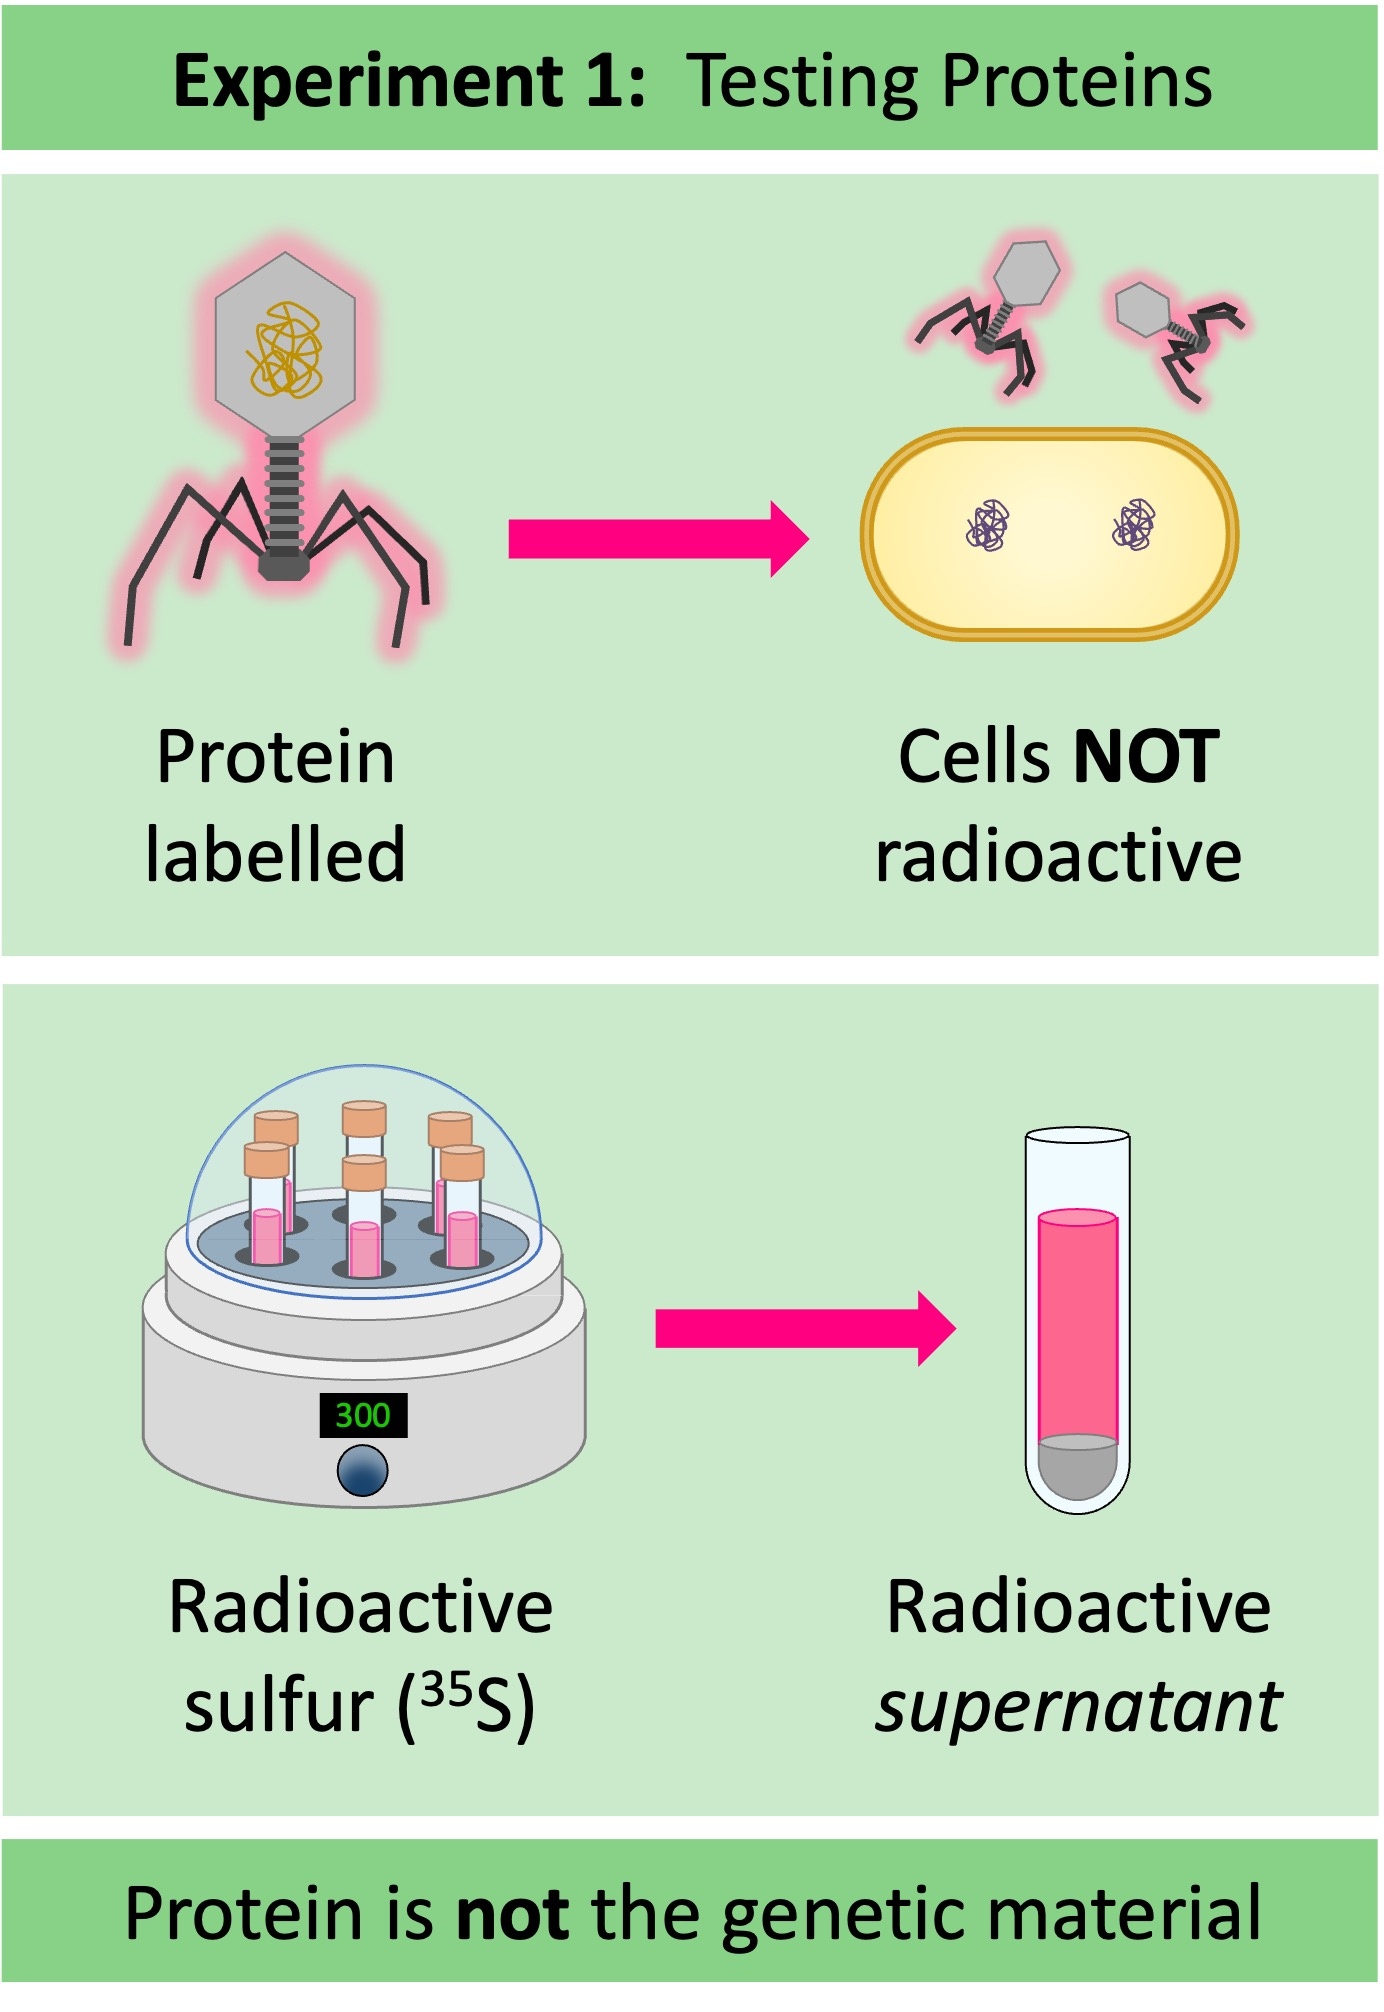 Experiment 1: Testing Proteins
Protein
labelled
Cells NOT
radioactive
300
Radioactive
sulfur (³⁵S)
Radioactive
supernatant
Protein is not the genetic material